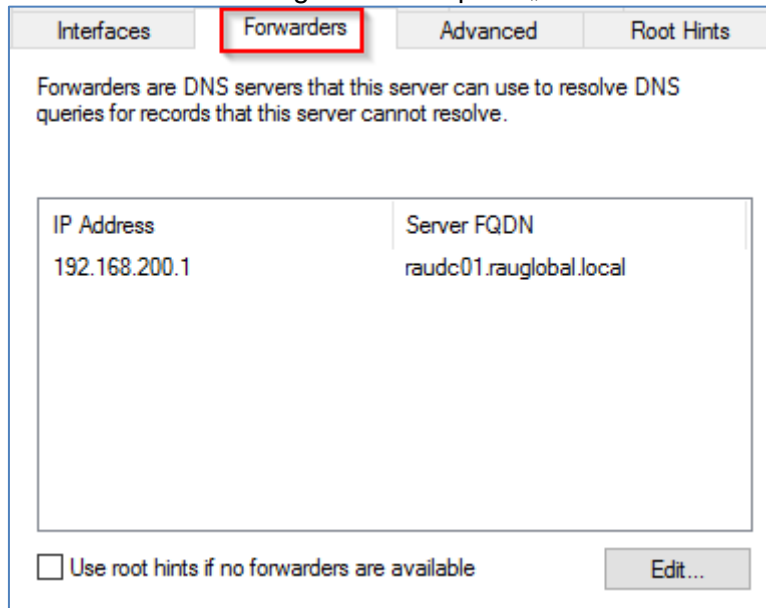 Interfaces Forwarders Advanced Root Hints
Forwarders are DNS servers that this server can use to resolve DNS
queries for records that this server cannot resolve.
IP Address Server FQDN
192.168.200.1 raudc01.rauglobal.local
Use root hints if no forwarders are available Edit...